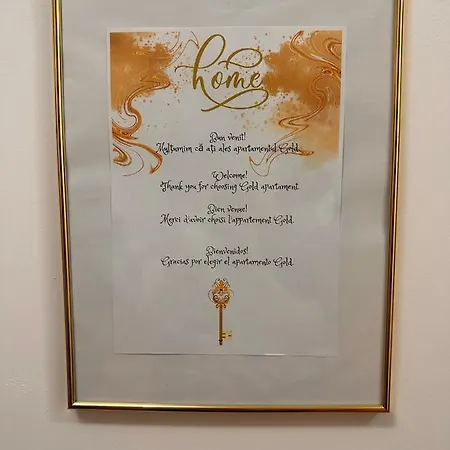 home
Bun venit!
Mulțumim că ați ales apartamentul Gold.
Welcome!
Thank you for choosing Gold apartment.
Bien venue!
Merci d'avoir choisi l'appartement Gold.
Bienvenidos!
Gracias por elegir el apartamento Gold.